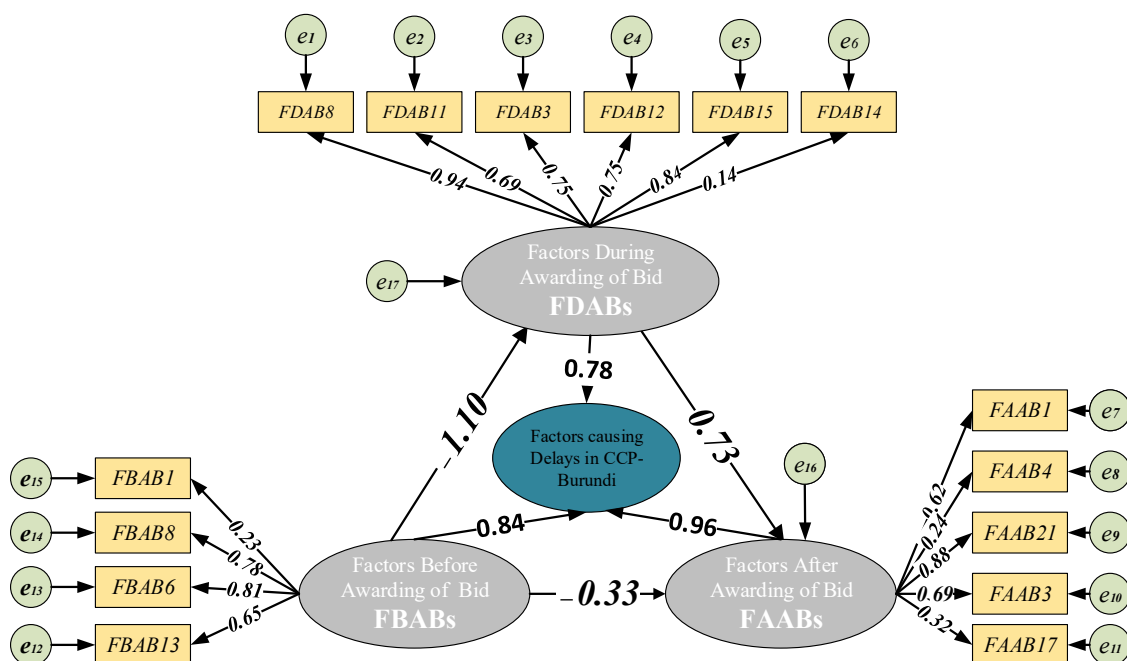 e1 e2 e3 e4 e5 e6
FDAB8 FDAB11 FDAB3 FDAB12 FDAB15 FDAB14
0.94 0.69 0.75 0.75 0.84 0.14
Factors During
Awarding of Bid
FDABs
e17
0.78
-1.10
0.73
Factors causing
Delays in CCP-
Burundi
e16
0.84
0.96
e15 FBAB1
e14 FBAB8
e13 FBAB6
e12 FBAB13
0.23
0.78
0.81
0.65
Factors Before
Awarding of Bid
FBABs
-0.33
Factors After
Awarding of Bid
FAABs
-0.62
-0.24
0.88
0.69
0.32
FAAB1 e7
FAAB4 e8
FAAB21 e9
FAAB3 e10
FAAB17 e11